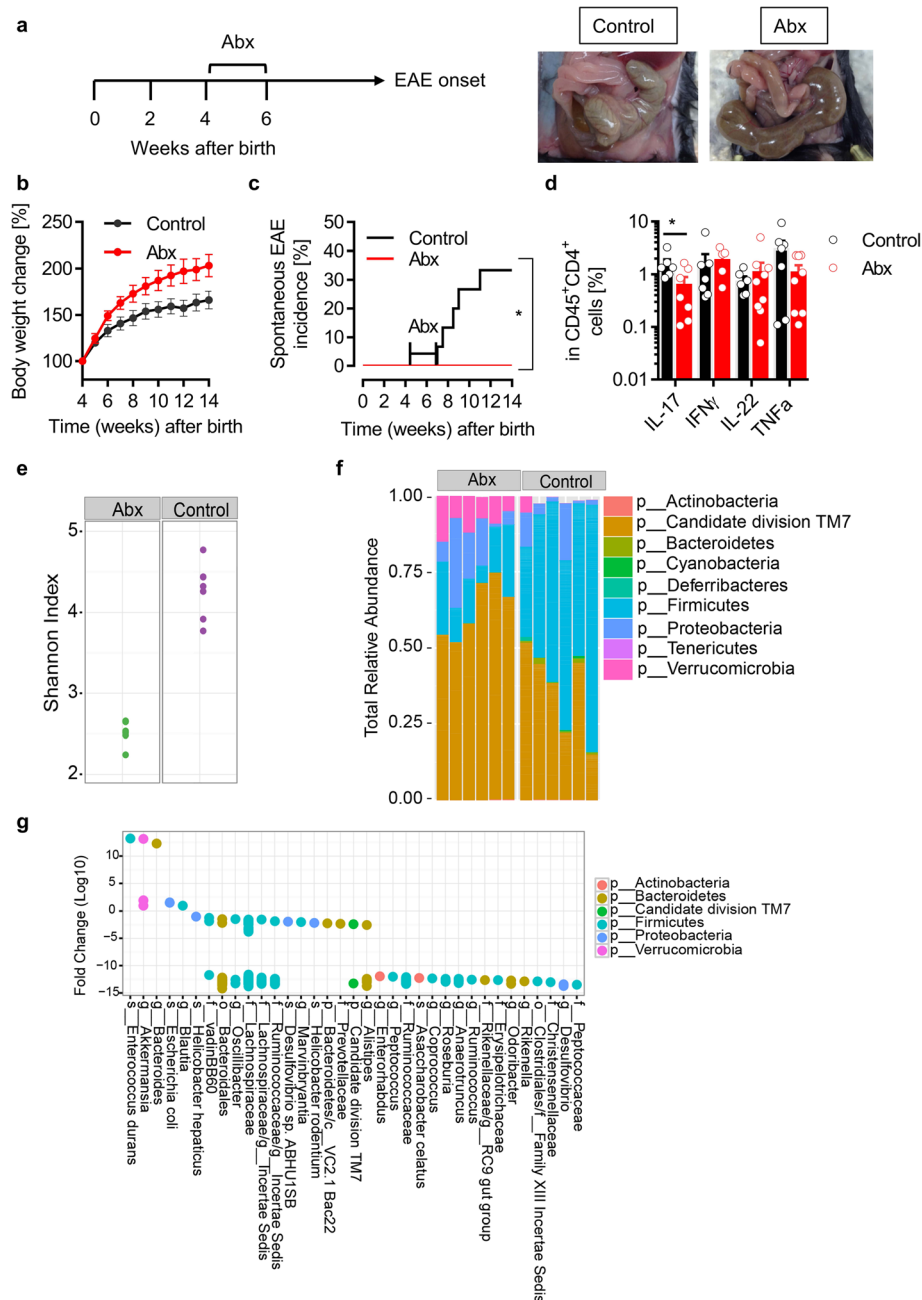 a
Abx
EAE onset
0 2 4 6
Weeks after birth
Control
Abx
b
Body weight change [%]
250
200
150
100
Control
Abx
4 6 8 10 12 14
Time (weeks) after birth
c
Spontaneous EAE
incidence [%]
50
40
30
20
10
0
Control
Abx
Abx
*
0 2 4 6 8 10 12 14
Time (weeks) after birth
d
in CD45+CD4+
cells [%]
10
1
0.1
0.01
*
Control
Abx
IL-17
IFNγ
IL-22
TNFa
e
Abx
Control
Shannon Index
5
4
3
2
f
Abx
Control
Total Relative Abundance
1.00
0.75
0.50
0.25
0.00
p__Actinobacteria
p__Candidate division TM7
p__Bacteroidetes
p__Cyanobacteria
p__Deferribacteres
p__Firmicutes
p__Proteobacteria
p__Tenericutes
p__Verrucomicrobia
g
Fold Change (Log10)
10
5
0
−5
−10
−15
p__Actinobacteria
p__Bacteroidetes
p__Candidate division TM7
p__Firmicutes
p__Proteobacteria
p__Verrucomicrobia
s__Enterococcus durans
g__Akkermansia
g__Bacteroides
s__Escherichia coli
g__Blautia
s__Helicobacter hepaticus
f__vadinBB60
o__Bacteroidales
g__Oscillibacter
f__Lachnospiraceae
f__Lachnospiraceae/g__Incertae Sedis
f__Ruminococcaceae/g__Incertae Sedis
s__Desulfovibrio sp. ABHU1SB
g__Marvinbryantia
s__Helicobacter rodentium
p__Bacteroidetes/c__VC2.1 Bac22
f__Prevotellaceae
p__Candidate division TM7
g__Alistipes
g__Enterorhabdus
g__Peptococcus
f__Ruminococcaceae
s__Asaccharobacter celatus
g__Coprococcus
g__Roseburia
g__Anaerotruncus
g__Ruminococcus
f__Rikenellaceae/g__RC9 gut group
f__Erysipelotrichaceae
g__Odoribacter
g__Rikenella
o__Clostridiales/f__Family XIII Incertae Sedis
f__Christensenellaceae
g__Desulfovibrio
f__Peptococcaceae